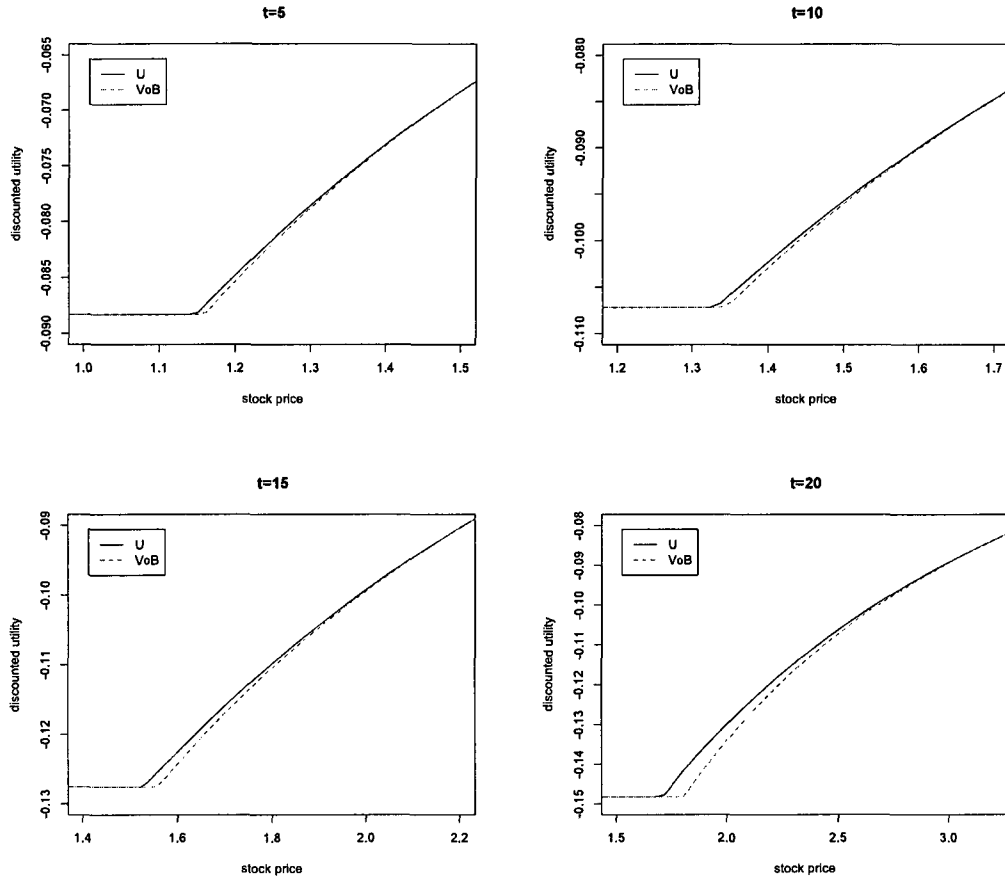 t=5
-0.065
-0.070
-0.075
-0.080
-0.085
-0.090
discounted utility
U
VoB
1.0 1.1 1.2 1.3 1.4 1.5
stock price
t=10
-0.080
-0.090
-0.100
-0.110
discounted utility
U
VoB
1.2 1.3 1.4 1.5 1.6 1.7
stock price
t=15
-0.09
-0.10
-0.11
-0.12
-0.13
discounted utility
U
VoB
1.4 1.6 1.8 2.0 2.2
stock price
t=20
-0.08
-0.09
-0.10
-0.11
-0.12
-0.13
-0.14
-0.15
discounted utility
U
VoB
1.5 2.0 2.5 3.0
stock price